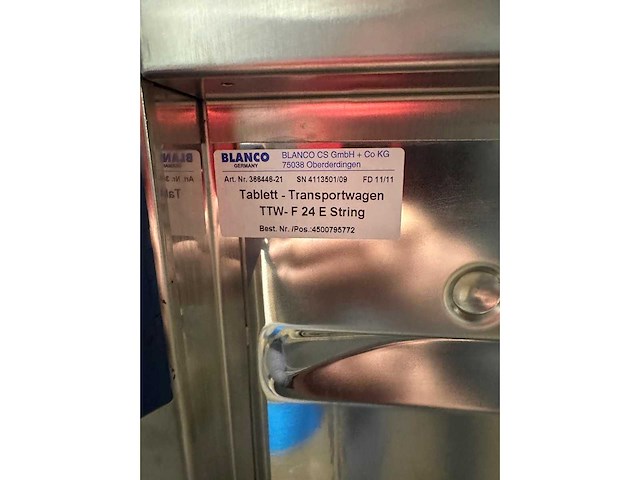 BLANCO
GERMANY
BLANCO CS GmbH + Co KG
75038 Oberderdingen
Art. Nr. 366446-21 SN 4113501/09 FD 11/11
Tablett - Transportwagen
TTW- F 24 E String
Best. Nr. /Pos.:4500795772